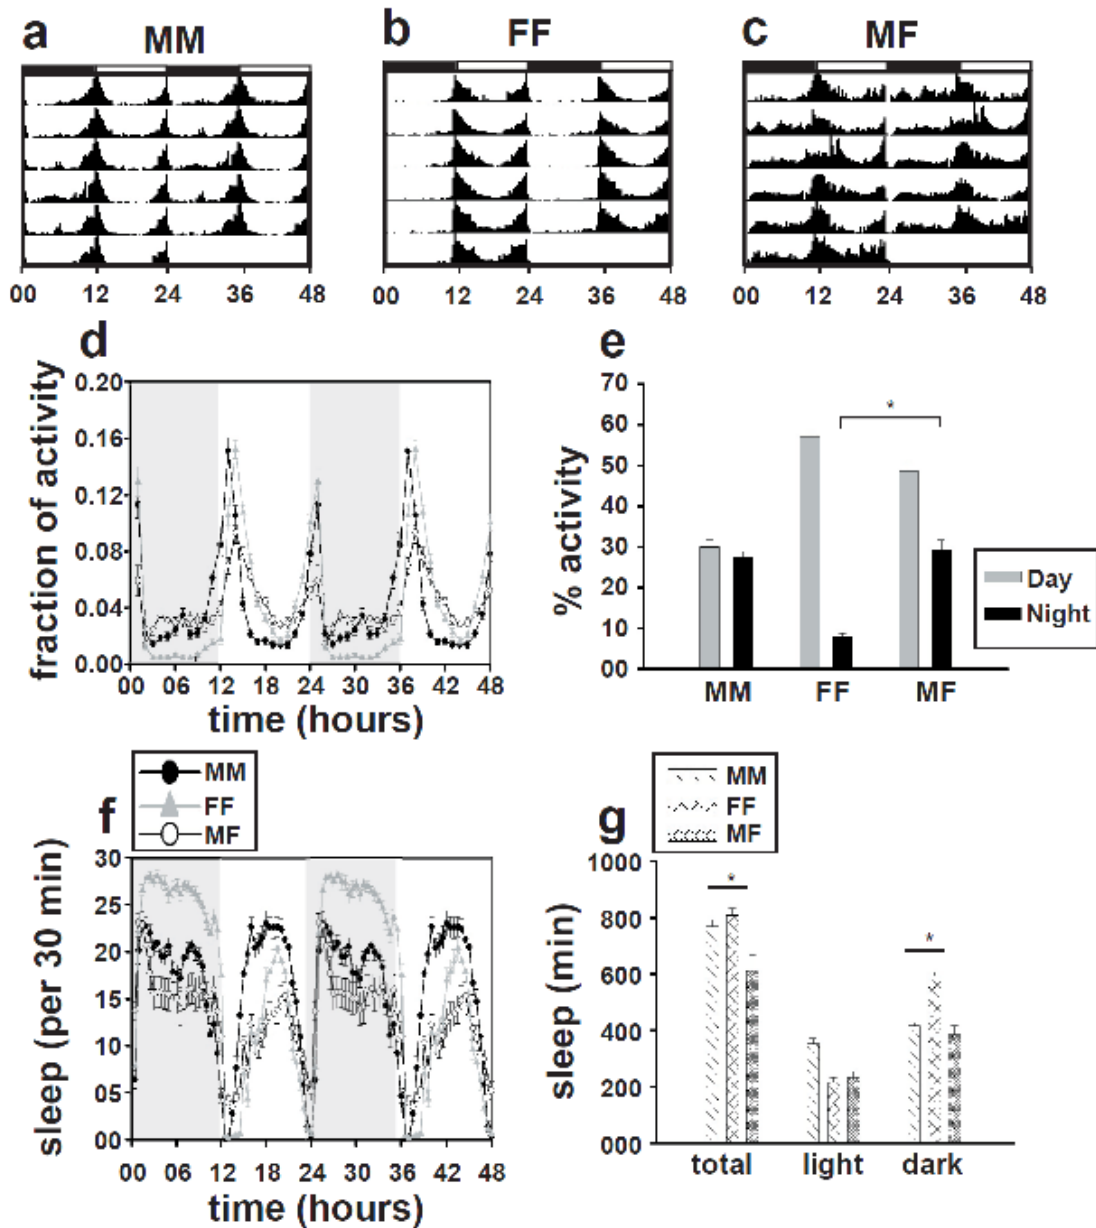 a MM b FF c MF
00 12 24 36 48 00 12 24 36 48 00 12 24 36 48
d
0.20
0.16
0.12
0.08
0.04
0.00
fraction of activity
00 06 12 18 24 30 36 42 48
time (hours)
e
70
60
50
40
30
20
10
00
% activity
*
Day
Night
MM FF MF
MM
FF
MF
f
30
25
20
15
10
05
00
sleep (per 30 min)
00 06 12 18 24 30 36 42 48
time (hours)
MM
FF
MF
g
1000
800
600
400
200
000
sleep (min)
*
*
total light dark